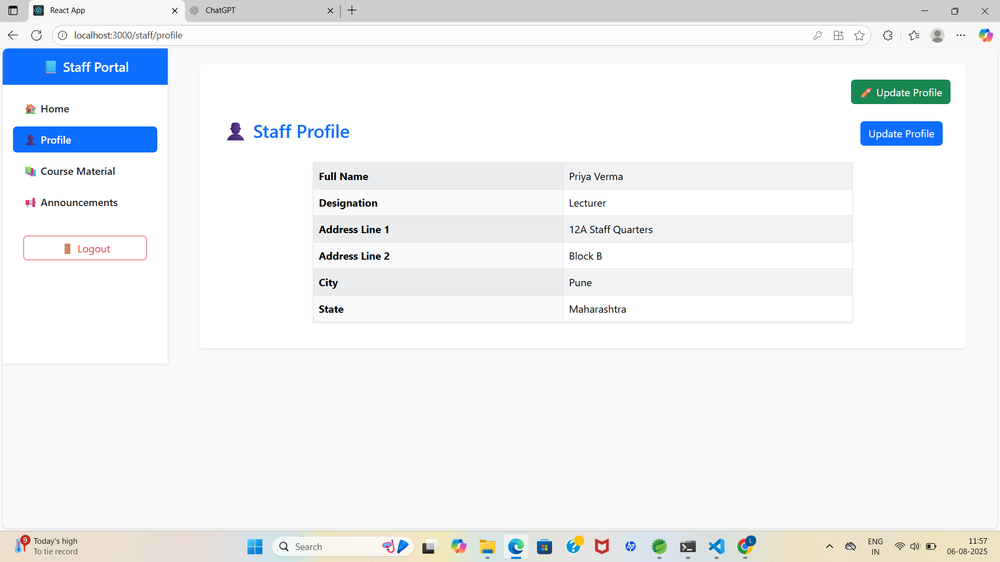 React App
ChatGPT
localhost:3000/staff/profile
Staff Portal
Home
Profile
Course Material
Announcements
Logout
Update Profile
Staff Profile
Update Profile
Full Name Priya Verma
Designation Lecturer
Address Line 1 12A Staff Quarters
Address Line 2 Block B
City Pune
State Maharashtra
9
Today's high
To tie record
Search
hp
L
ENG
IN
11:57
06-08-2025